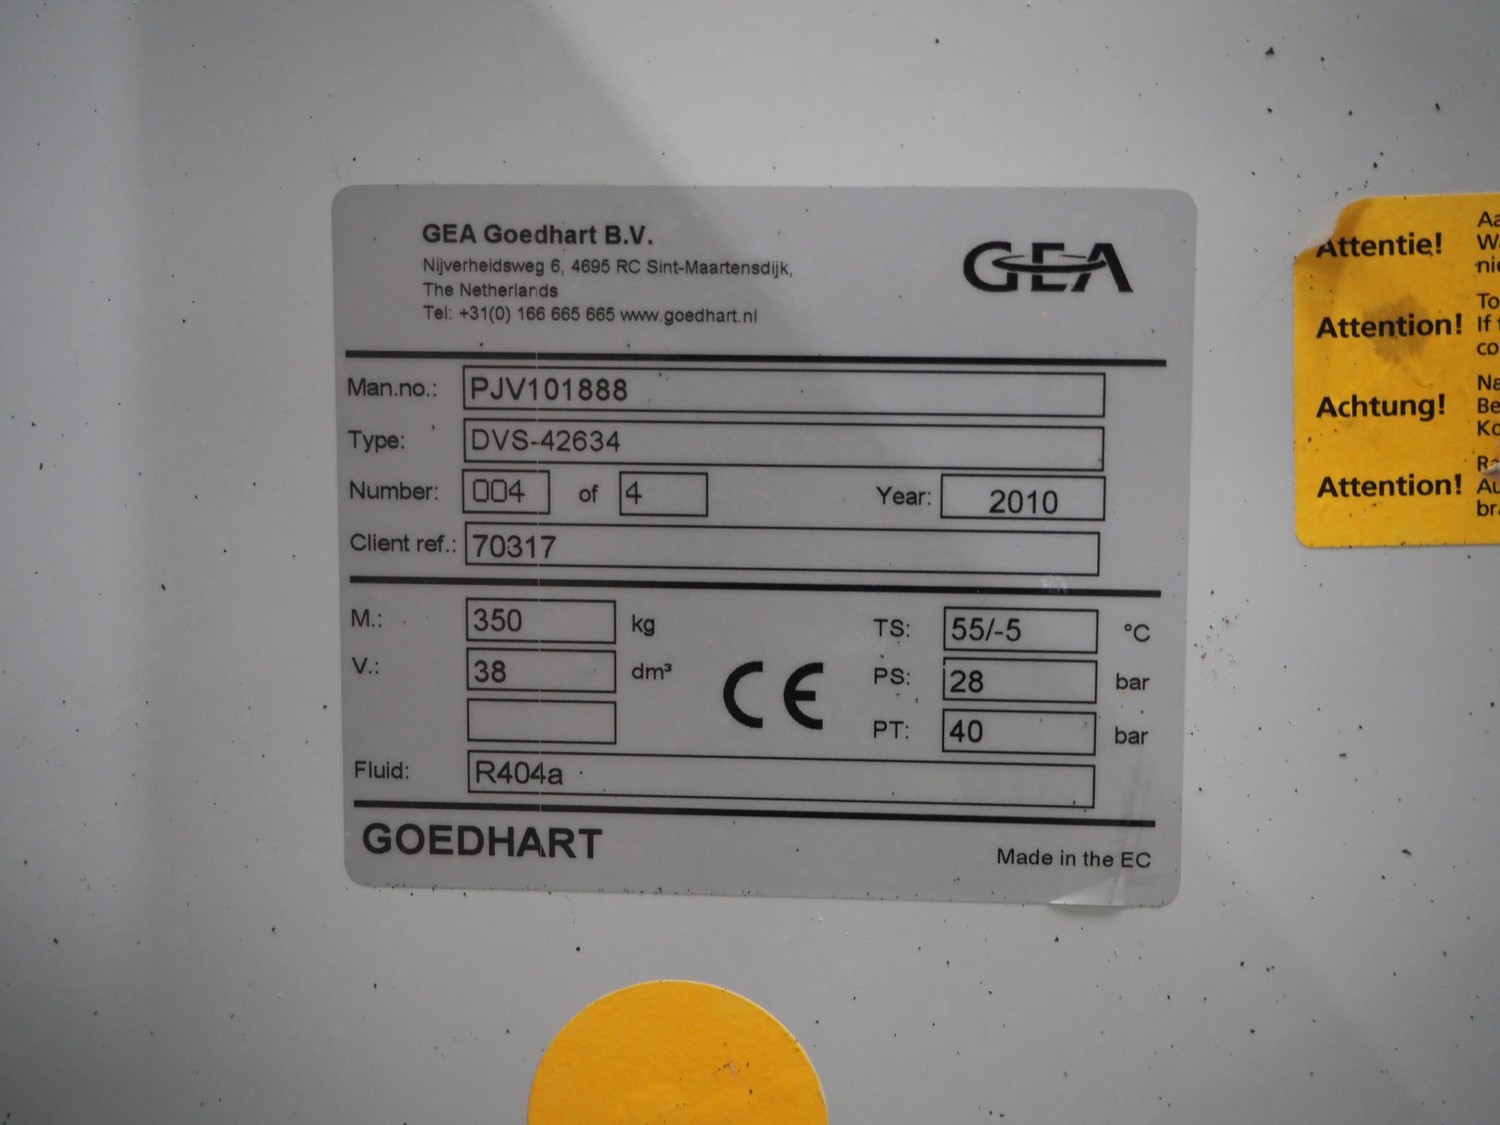 GEA Goedhart B.V.
Nijverheidsweg 6, 4695 RC Sint-Maartensdijk,
The Netherlands
Tel: +31(0) 166 665 665 www.goedhart.nl
GEA
Man.no.: PJV101888
Type: DVS-42634
Number: 004 of 4 Year: 2010
Client ref.: 70317
M.: 350 kg TS: 55/-5 °C
V.: 38 dm³ CE PS: 28 bar
PT: 40 bar
Fluid: R404a
GOEDHART
Made in the EC
Attentie!
Attention! If
Achtung!
Attention!